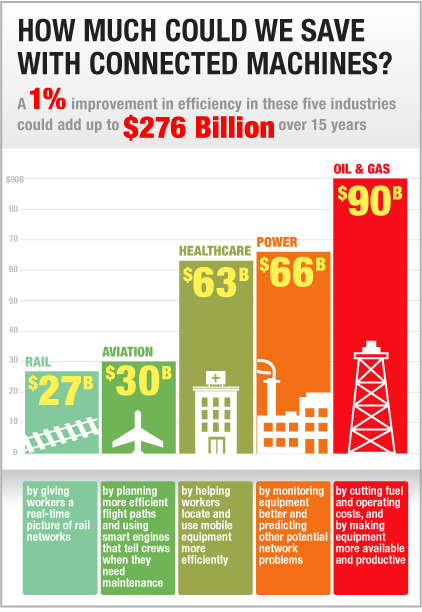 HOW MUCH COULD WE SAVE
WITH CONNECTED MACHINES?
A 1% improvement in efficiency in these five industries
could add up to $276 Billion over 15 years
OIL & GAS
$90B
$90B
80
70
60
50
40
30
20
10
0
POWER
$66B
HEALTHCARE
$63B
AVIATION
$30B
RAIL
$27B
by giving
workers a
real-time
picture of rail
networks
by planning
more efficient
flight paths
and using
smart engines
that tell crews
when they
need
maintenance
by helping
workers
locate and
use mobile
equipment
more
efficiently
by monitoring
equipment
better and
predicting
other potential
network
problems
by cutting fuel
and operating
costs, and
by making
equipment
more available
and productive